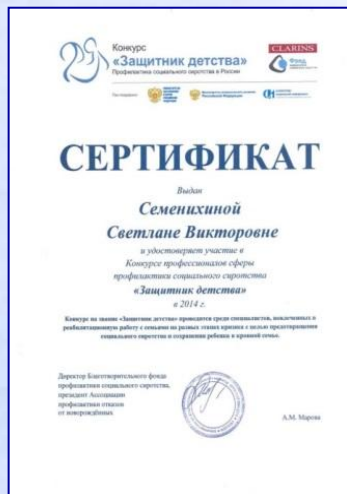 Конкурс
«Защитник детства»
Профилактика социального сиротства в России
CLARINS
Фонд
СЕРТИФИКАТ
Выдан
Семенихиной
Светлане Викторовне
и удостоверяет участие в
Конкурсе профессионалов сферы
профилактики социального сиротства
«Защитник детства»
в 2014 г.
Конкурс на звание «Защитник детства» проводится среди специалистов, вовлеченных в
реабилитационную работу с семьями на разных этапах кризиса с целью предотвращения
социального сиротства и сохранения ребенка в кровной семье.
Директор Благотворительного фонда
профилактики социального сиротства,
президент Ассоциации
профилактики отказов
от новорождённых
А.М. Марова